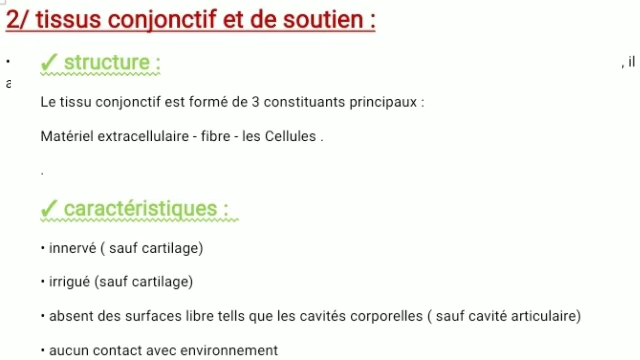 2/ tissus conjonctif et de soutien :
✓ structure :
, il
a
Le tissu conjonctif est formé de 3 constituants principaux :
Matériel extracellulaire - fibre - les Cellules .
.
✓ caractéristiques :
• innervé ( sauf cartilage)
• irrigué (sauf cartilage)
• absent des surfaces libre tells que les cavités corporelles ( sauf cavité articulaire)
• aucun contact avec environnement